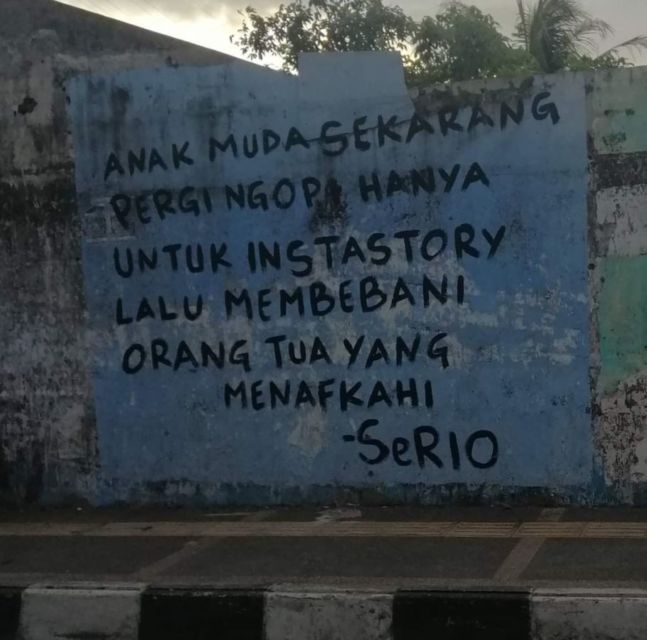 ANAK MUDA SEKARANG
PERGI NGOPI HANYA
UNTUK INSTASTORY
LALU MEMBEBANI
ORANG TUA YANG
MENAFKAHI
-SeRIO